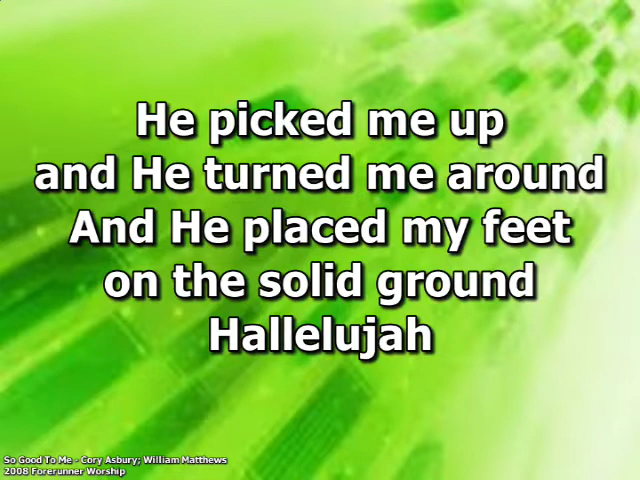 He picked me up
and He turned me around
And He placed my feet
on the solid ground
Hallelujah
So Good To Me - Cory Asbury; William Matthews
2008 Forerunner Worship